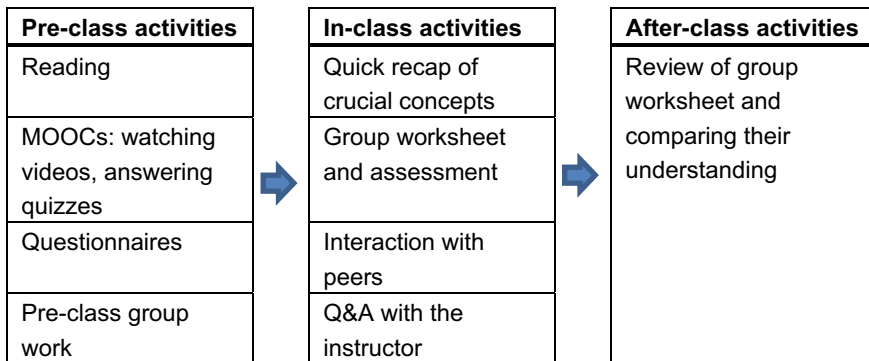 Pre-class activities
Reading
MOOCs: watching
videos, answering
quizzes
Questionnaires
Pre-class group
work
In-class activities
Quick recap of
crucial concepts
Group worksheet
and assessment
Interaction with
peers
Q&A with the
instructor
After-class activities
Review of group
worksheet and
comparing their
understanding